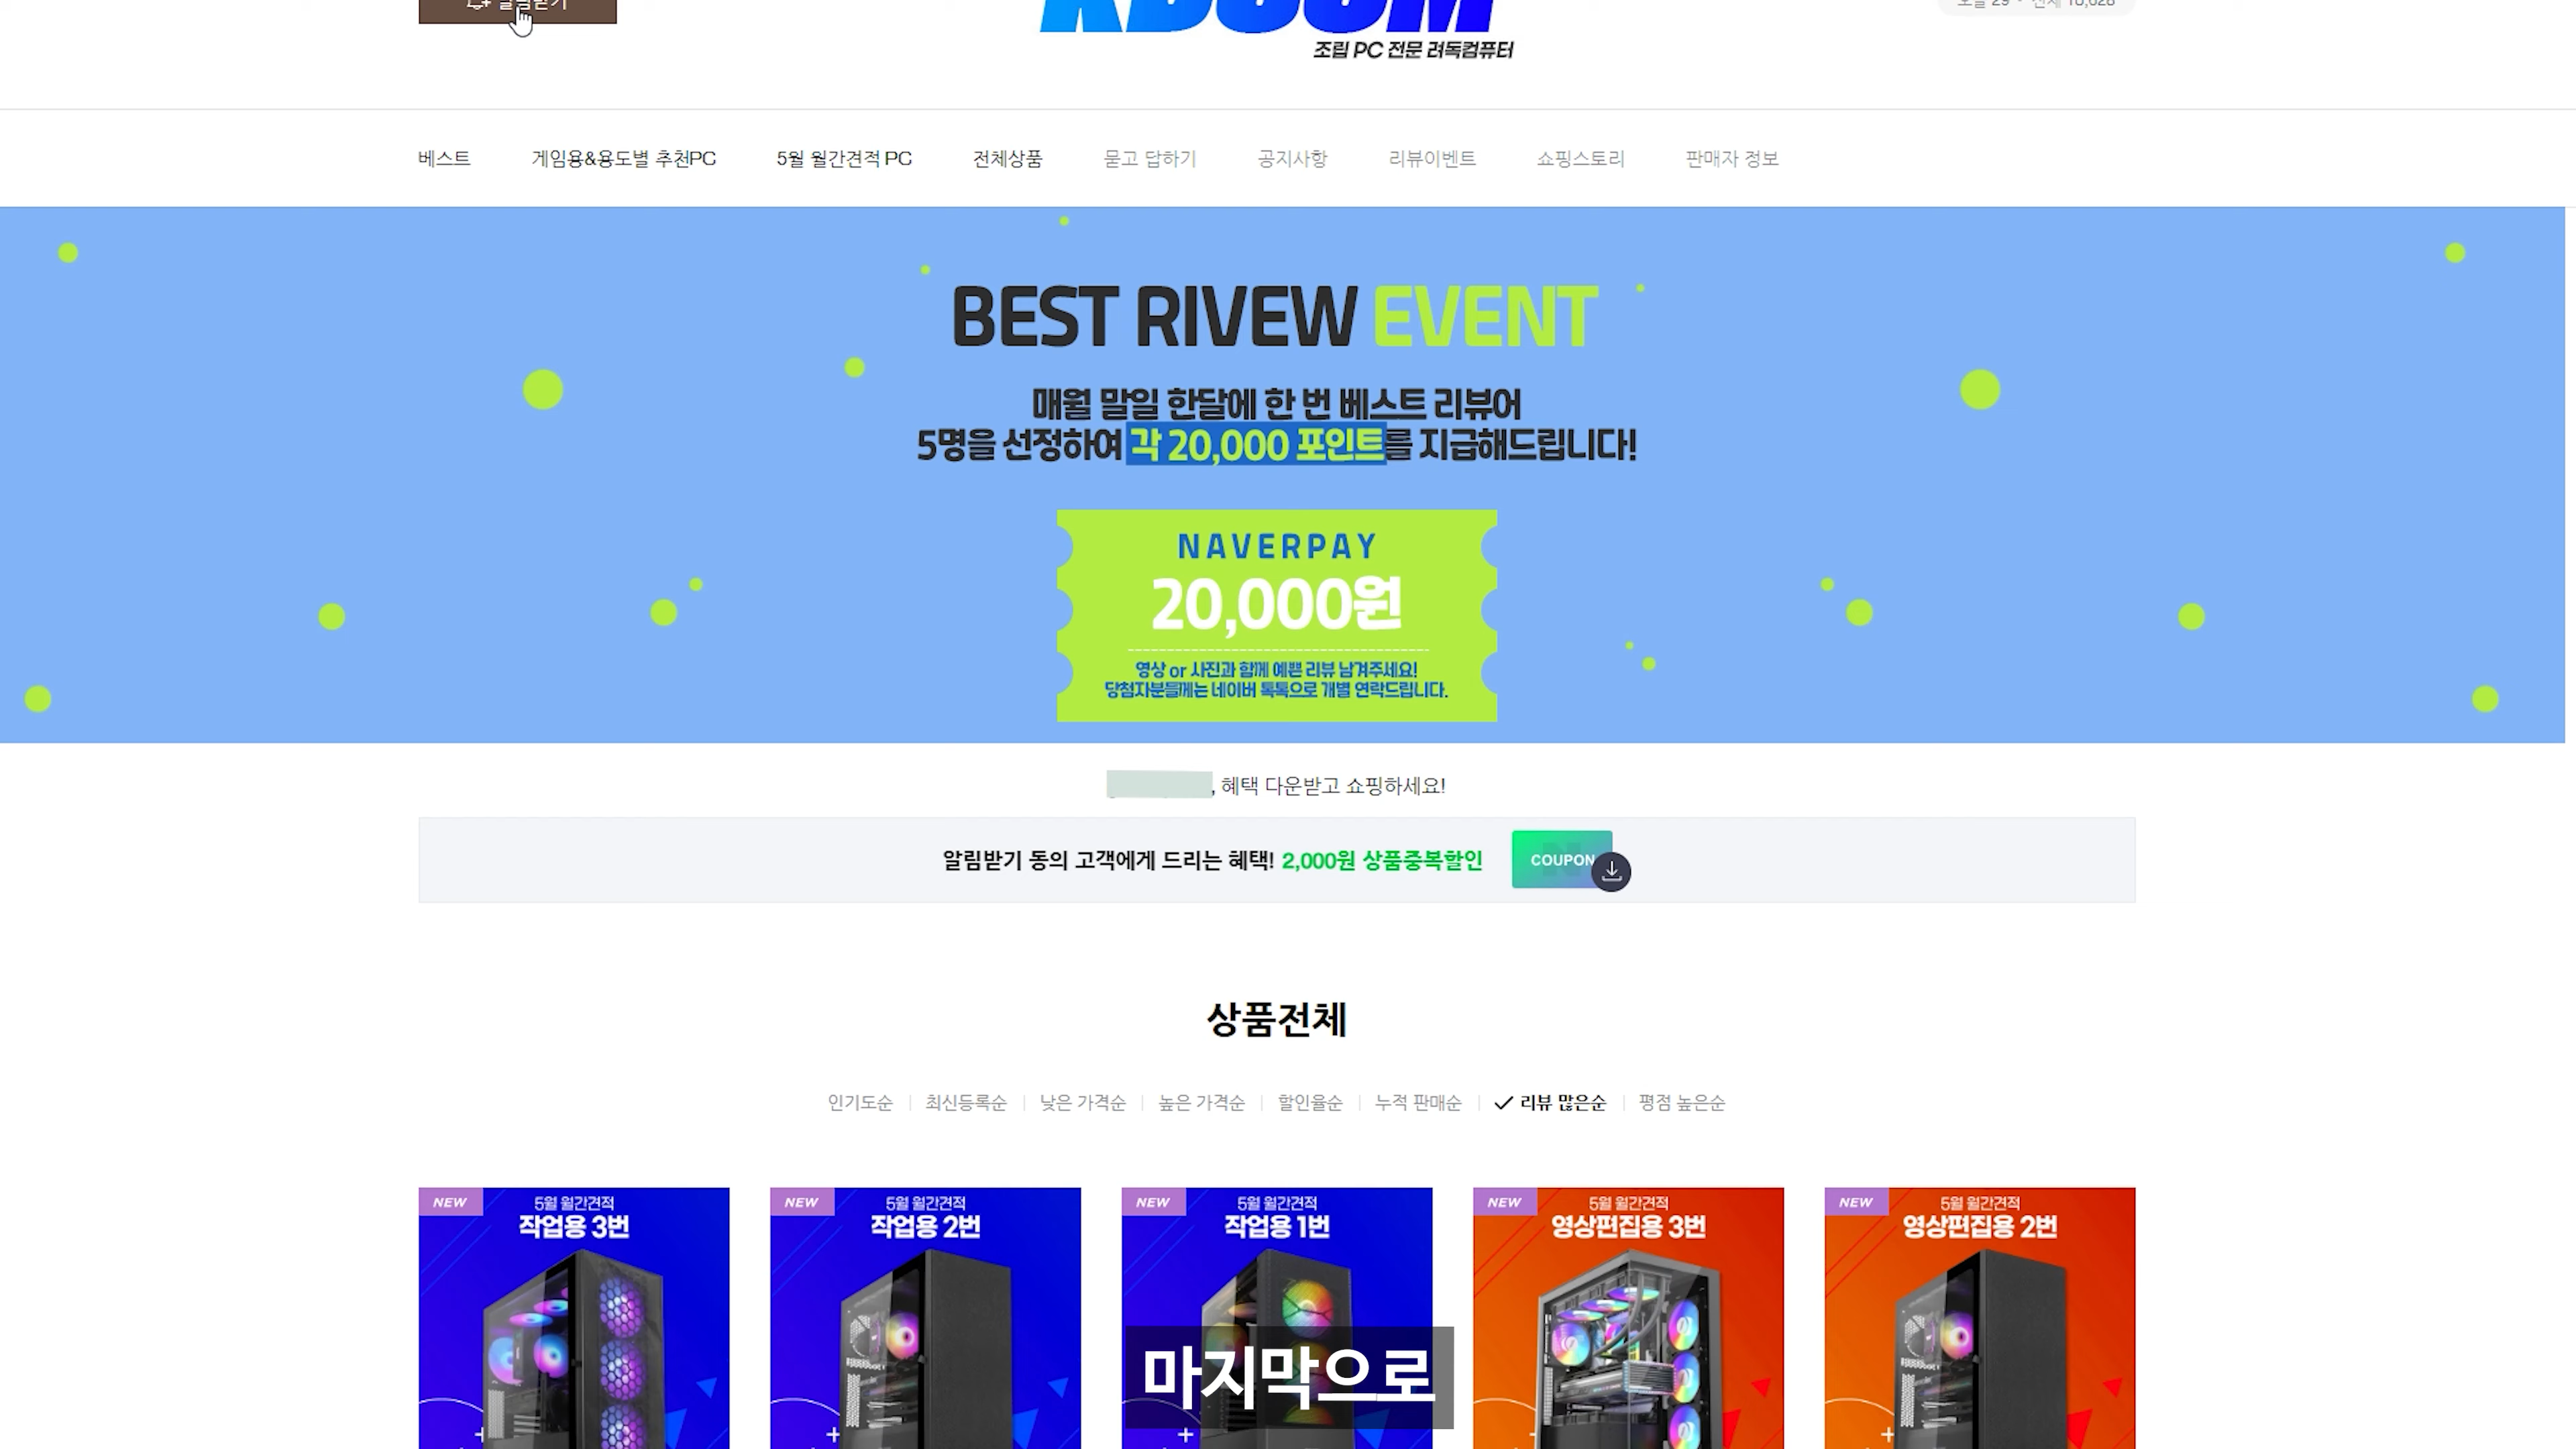 알림받기
조립 PC 전문 려독컴퓨터
베스트 게임용&용도별 추천PC 5월 월간견적 PC 전체상품 묻고 답하기 공지사항 리뷰이벤트 쇼핑스토리 판매자 정보
BEST RIVEW EVENT
매월 말일 한달에 한 번 베스트 리뷰어
5명을 선정하여 각 20,000 포인트를 지급해드립니다!
NAVERPAY
20,000원
영상 or 사진과 함께 예쁜 리뷰 남겨주세요!
당첨자분들께는 네이버 톡톡으로 개별 연락드립니다.
, 혜택 다운받고 쇼핑하세요!
알림받기 동의 고객에게 드리는 혜택! 2,000원 상품중복할인 COUPON
상품전체
인기도순 최신등록순 낮은 가격순 높은 가격순 할인율순 누적 판매순 리뷰 많은순 평점 높은순
NEW 5월 월간견적
작업용 3번
NEW 5월 월간견적
작업용 2번
NEW 5월 월간견적
작업용 1번
NEW 5월 월간견적
영상편집용 3번
NEW 5월 월간견적
영상편집용 2번
마지막으로